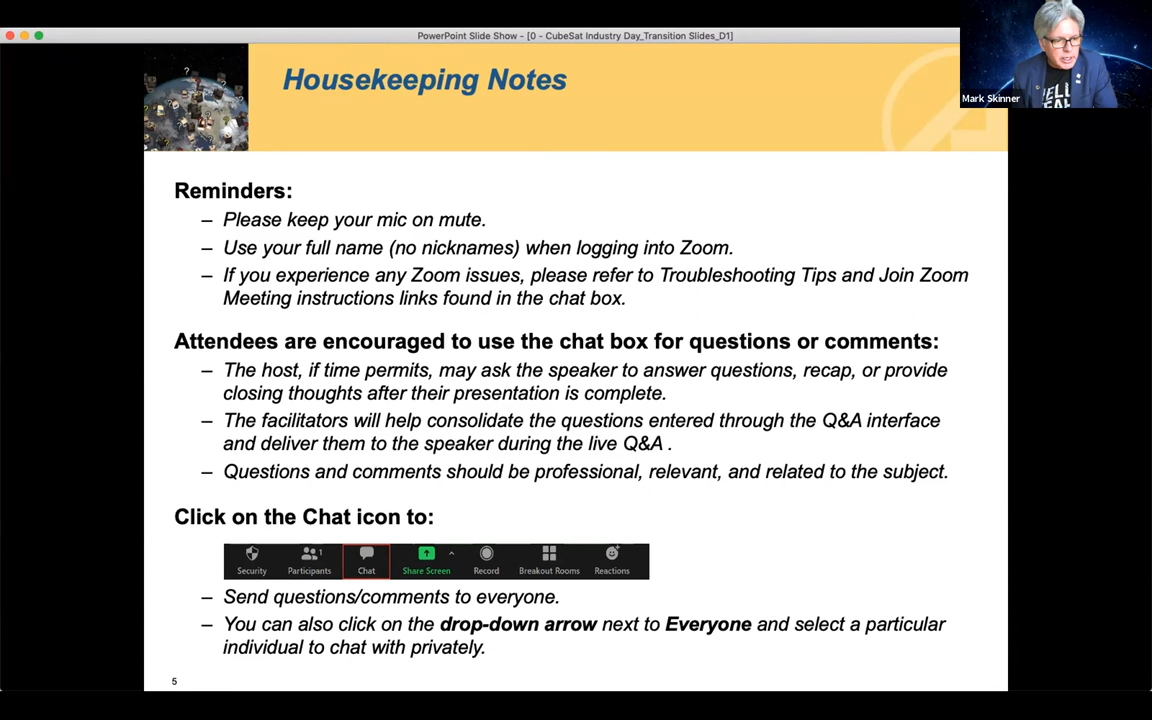 PowerPoint Slide Show - [0 - CubeSat Industry Day_Transition Slides_D1]
Mark Skinner
Housekeeping Notes
Reminders:
– Please keep your mic on mute.
– Use your full name (no nicknames) when logging into Zoom.
– If you experience any Zoom issues, please refer to Troubleshooting Tips and Join Zoom
Meeting instructions links found in the chat box.
Attendees are encouraged to use the chat box for questions or comments:
– The host, if time permits, may ask the speaker to answer questions, recap, or provide
closing thoughts after their presentation is complete.
– The facilitators will help consolidate the questions entered through the Q&A interface
and deliver them to the speaker during the live Q&A .
– Questions and comments should be professional, relevant, and related to the subject.
Click on the Chat icon to:
1
Security Participants Chat Share Screen Record Breakout Rooms Reactions
– Send questions/comments to everyone.
– You can also click on the drop-down arrow next to Everyone and select a particular
individual to chat with privately.
5